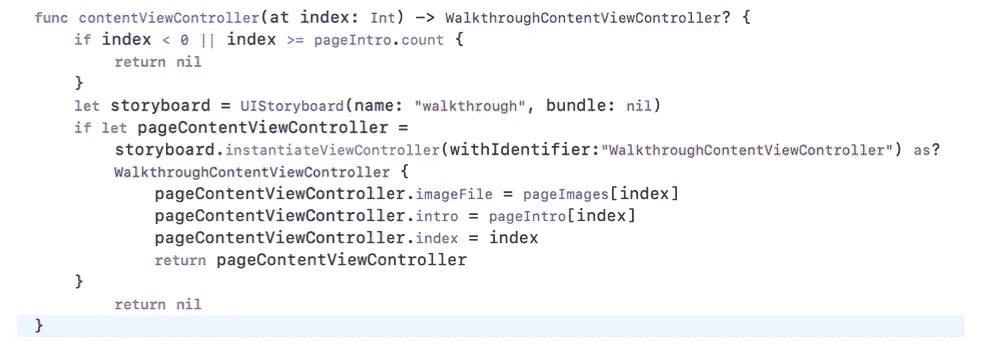 func contentViewController(at index: Int) -> WalkthroughContentViewController? {
if index < 0 || index >= pageIntro.count {
return nil
}
let storyboard = UIStoryboard(name: "walkthrough", bundle: nil)
if let pageContentViewController =
storyboard.instantiateViewController(withIdentifier:"WalkthroughContentViewController") as?
WalkthroughContentViewController {
pageContentViewController.imageFile = pageImages[index]
pageContentViewController.intro = pageIntro[index]
pageContentViewController.index = index
return pageContentViewController
}
return nil
}